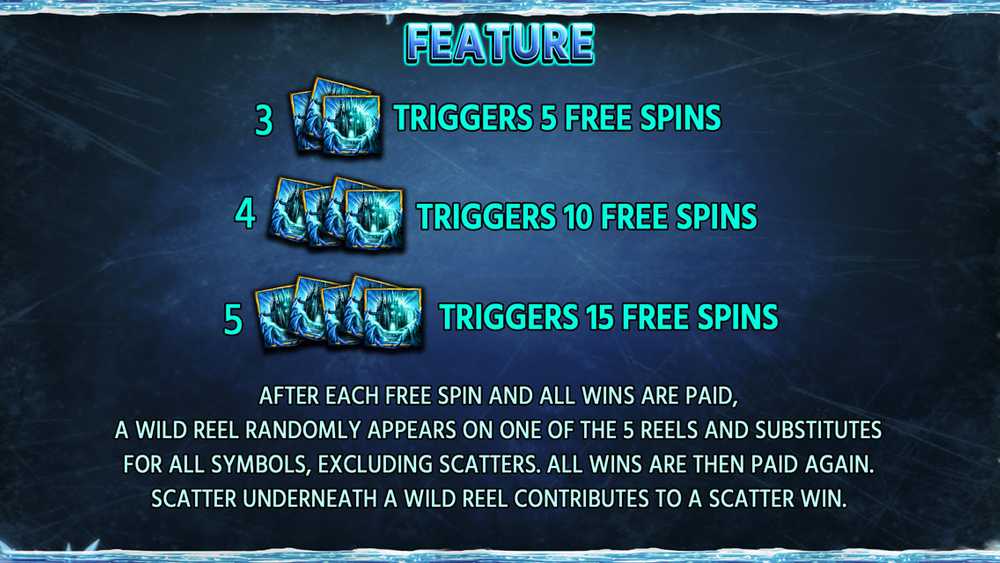 FEATURE
3 TRIGGERS 5 FREE SPINS
4 TRIGGERS 10 FREE SPINS
5 TRIGGERS 15 FREE SPINS
AFTER EACH FREE SPIN AND ALL WINS ARE PAID,
A WILD REEL RANDOMLY APPEARS ON ONE OF THE 5 REELS AND SUBSTITUTES
FOR ALL SYMBOLS, EXCLUDING SCATTERS. ALL WINS ARE THEN PAID AGAIN.
SCATTER UNDERNEATH A WILD REEL CONTRIBUTES TO A SCATTER WIN.